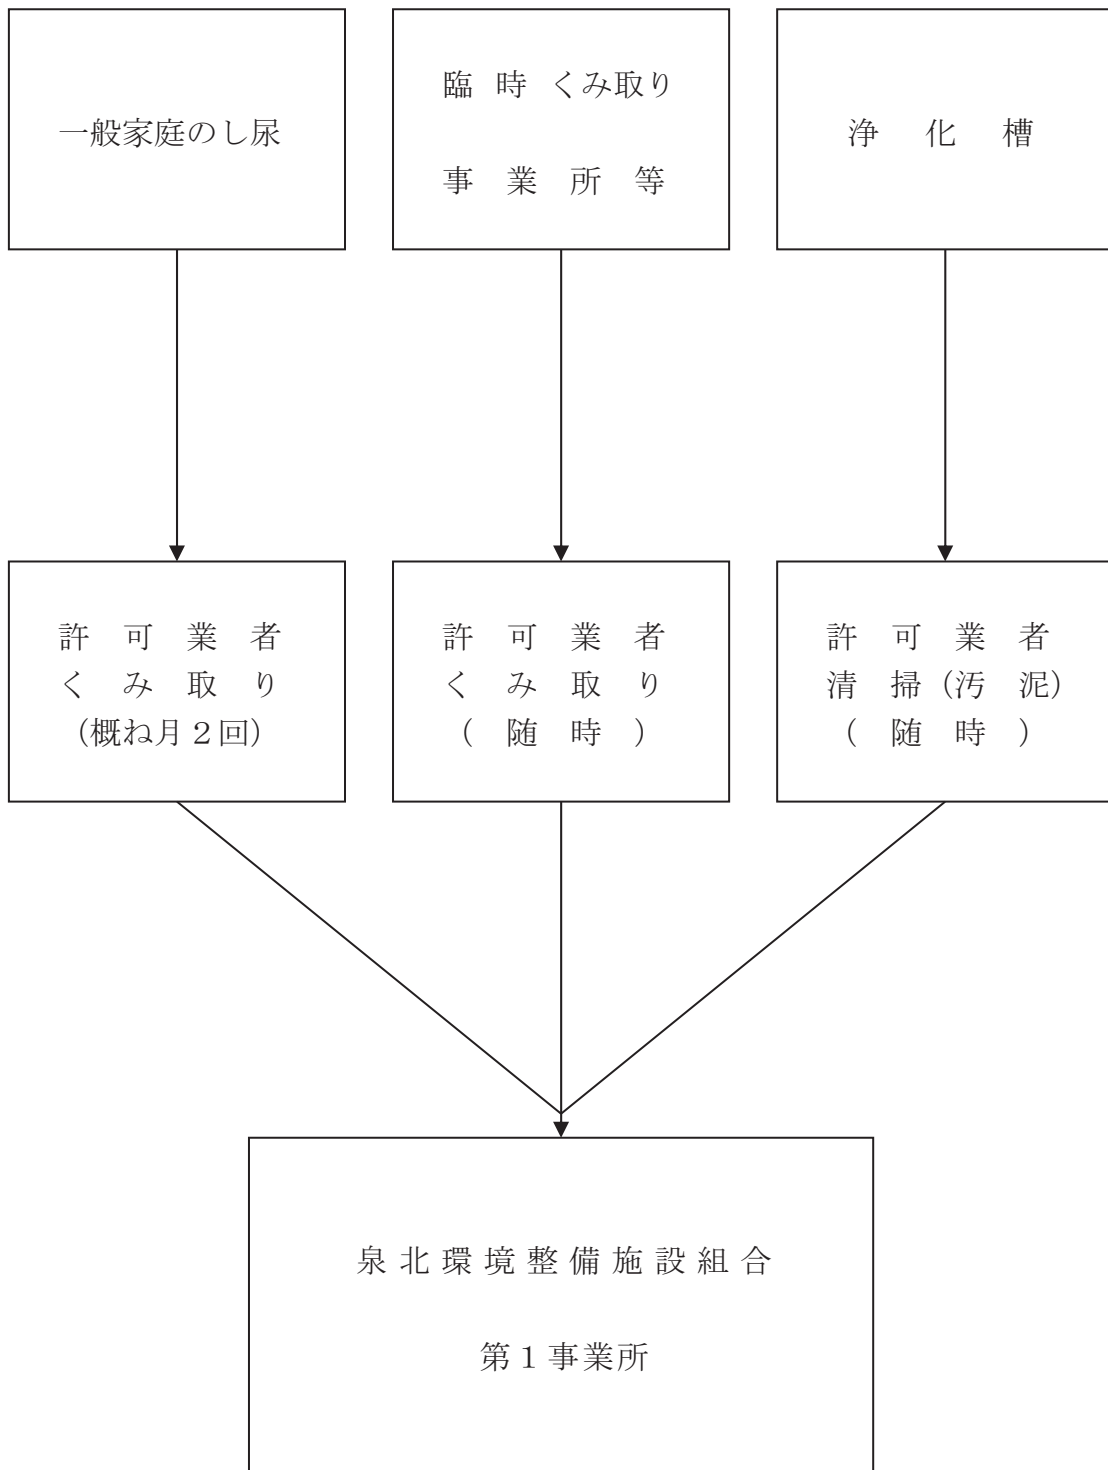 一般家庭のし尿
臨時くみ取り
事業所等
浄化槽
許可業者
くみ取り
(概ね月２回)
許可業者
くみ取り
(随時)
許可業者
清掃(汚泥)
(随時)
泉北環境整備施設組合
第１事業所